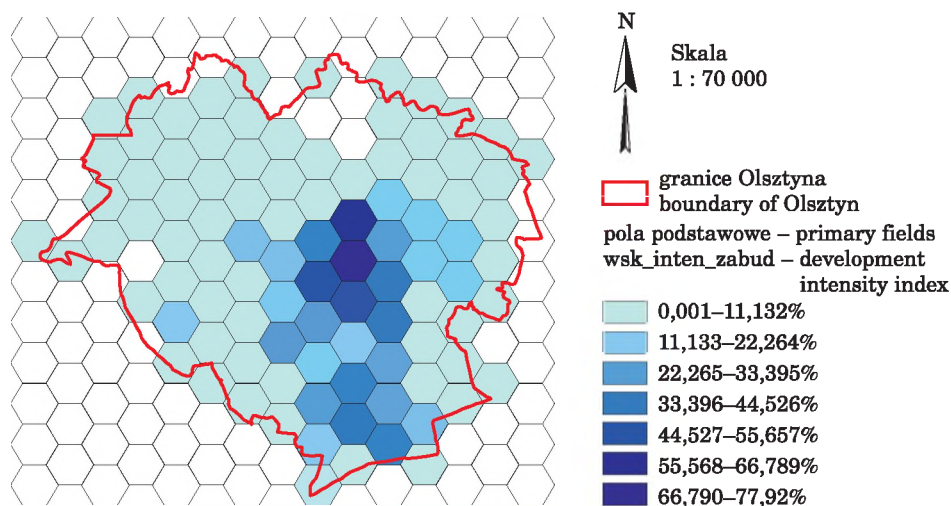 N
Skala
1 : 70 000
granice Olsztyna
boundary of Olsztyn
pola podstawowe – primary fields
wsk_inten_zabud – development
intensity index
0,001–11,132%
11,133–22,264%
22,265–33,395%
33,396–44,526%
44,527–55,657%
55,568–66,789%
66,790–77,92%